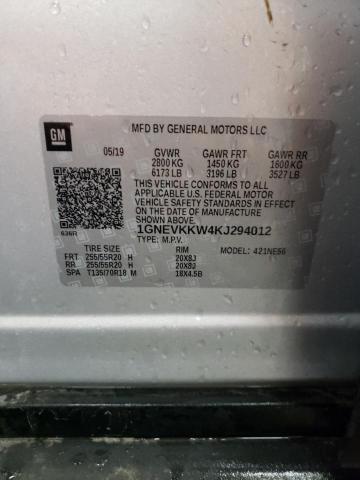 GM
MFD BY GENERAL MOTORS LLC
05/19 GVWR GAWR FRT GAWR RR
2800 KG 1450 KG 1600 KG
6173 LB 3196 LB 3527 LB
THIS VEHICLE CONFORMS TO ALL
APPLICABLE U.S. FEDERAL MOTOR
VEHICLE SAFETY STANDARDS IN EFFECT
ON THE DATE OF MANUFACTURE
SHOWN ABOVE.
636R 1GNEVKKW4KJ294012
TYPE: M.P.V. MODEL: 421NE56
TIRE SIZE RIM
FRT 255/55R20 H 20X8J
RR 255/55R20 H 20X8J
SPA T135/70R18 M 18X4.5B